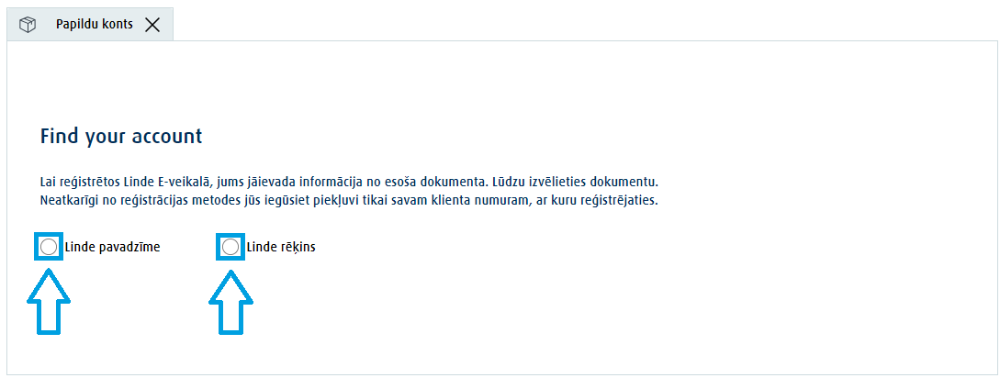 Papildu konts
Find your account
Lai reģistrētos Linde E-veikalā, jums jāievada informācija no esoša dokumenta. Lūdzu izvēlieties dokumentu.
Neatkarīgi no reģistrācijas metodes jūs iegūsiet piekļuvi tikai savam klienta numuram, ar kuru reģistrējaties.
Linde pavadzīme
Linde rēķins